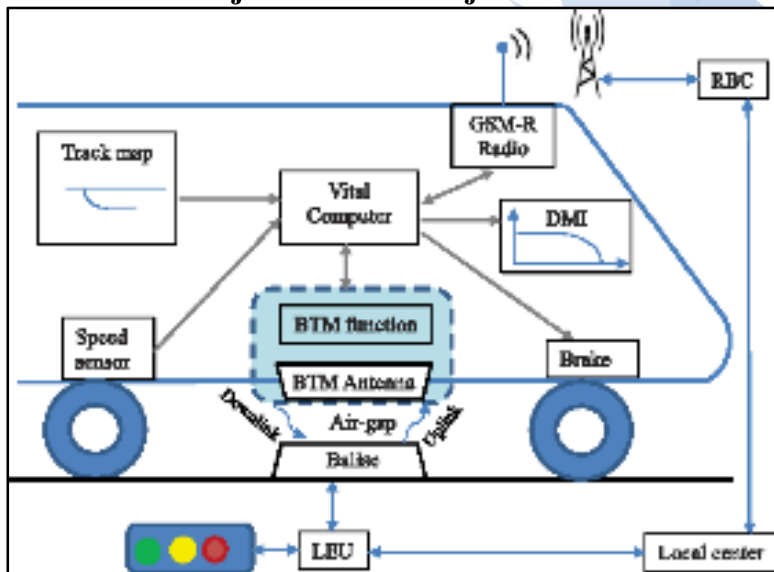 RBC
GSM-R
Radio
Track map
Vital
Computer
DMI
BTM function
Speed
sensor
BTM Antenna
Brake
Downlink
Air-gap
Uplink
Balise
LEU
Local center